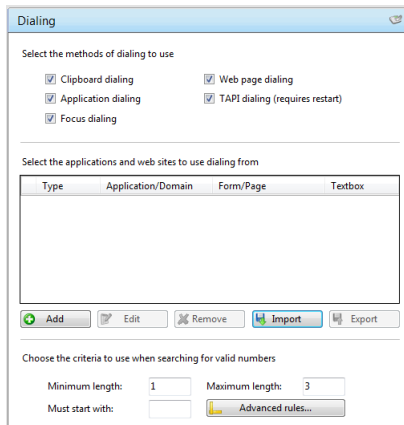 Dialing
Select the methods of dialing to use
Clipboard dialing Web page dialing
Application dialing TAPI dialing (requires restart)
Focus dialing
Select the applications and web sites to use dialing from
Type Application/Domain Form/Page Textbox
Add Edit Remove Import Export
Choose the criteria to use when searching for valid numbers
Minimum length: 1 Maximum length: 3
Must start with: Advanced rules...